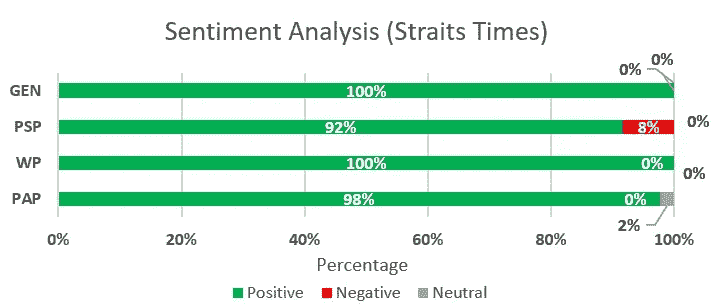 Sentiment Analysis (Straits Times)
0%
0%
GEN 100%
PSP 92% 8% 0%
WP 100% 0% 0%
PAP 98% 0% 2%
0% 20% 40% 60% 80% 100%
Percentage
Positive Negative Neutral